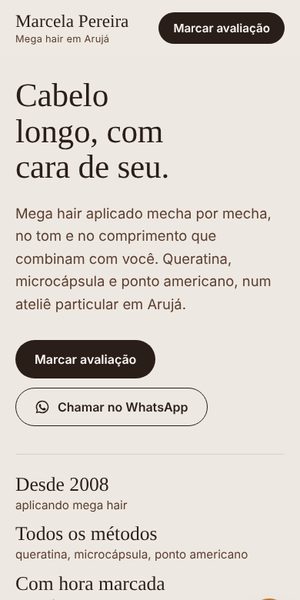 Marcela Pereira
Mega hair em Arujá
Marcar avaliação
Cabelo
longo, com
cara de seu.
Mega hair aplicado mecha por mecha,
no tom e no comprimento que
combinam com você. Queratina,
microcápsula e ponto americano, num
ateliê particular em Arujá.
Marcar avaliação
Chamar no WhatsApp
Desde 2008
aplicando mega hair
Todos os métodos
queratina, microcápsula, ponto americano
Com hora marcada